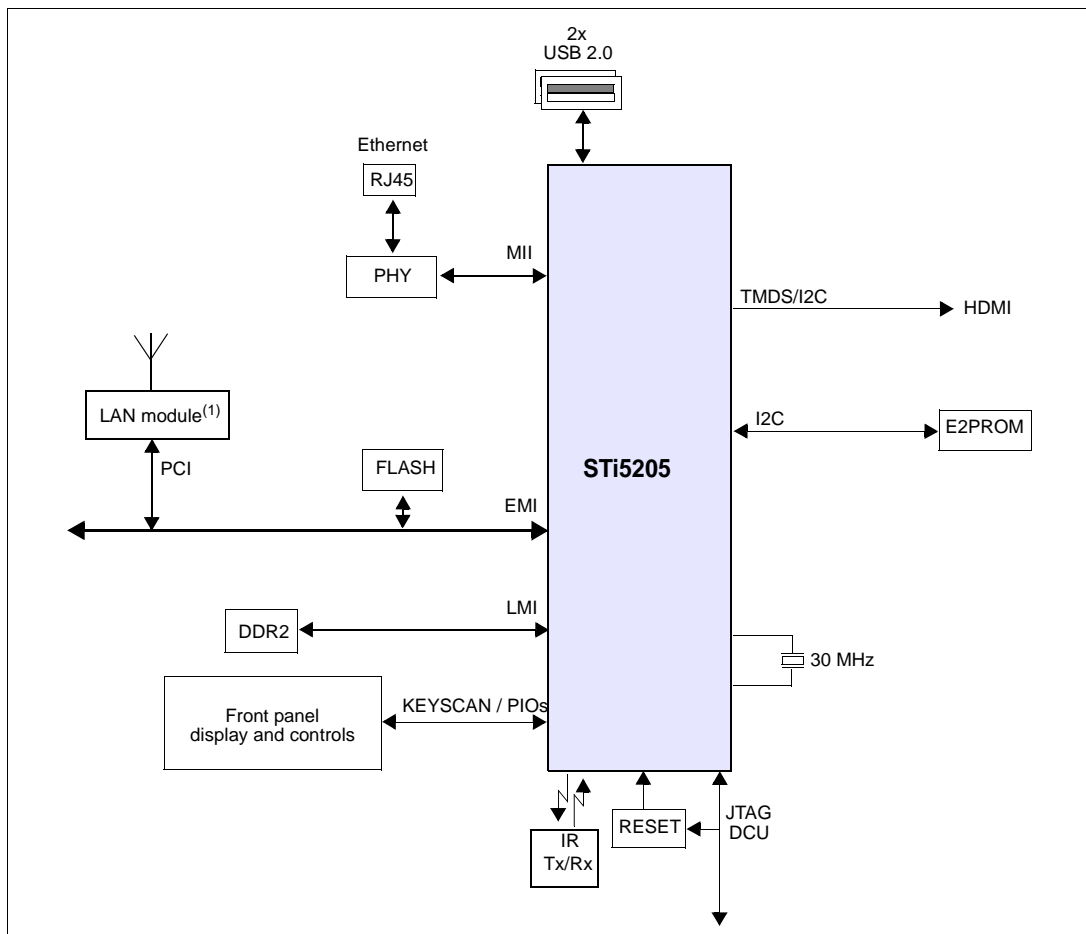 2x
USB 2.0
Ethernet
RJ45
PHY
MII
TMDS/I2C
HDMI
LAN module(1)
PCI
FLASH
I2C
E2PROM
STi5205
EMI
LMI
DDR2
30 MHz
KEYSCAN / PIOs
Front panel
display and controls
RESET
JTAG
DCU
IR
Tx/Rx